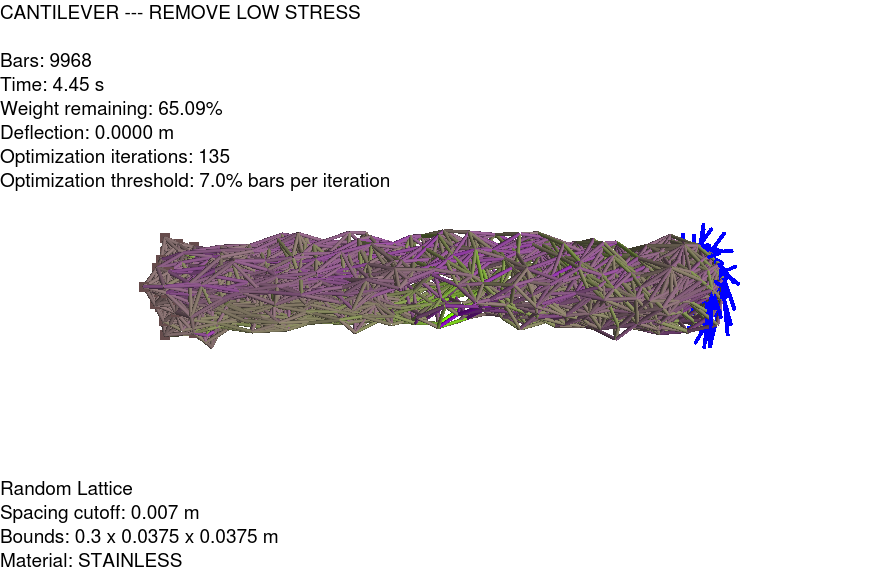 CANTILEVER --- REMOVE LOW STRESS
Bars: 9968
Time: 4.45 s
Weight remaining: 65.09%
Deflection: 0.0000 m
Optimization iterations: 135
Optimization threshold: 7.0% bars per iteration
Random Lattice
Spacing cutoff: 0.007 m
Bounds: 0.3 x 0.0375 x 0.0375 m
Material: STAINLESS